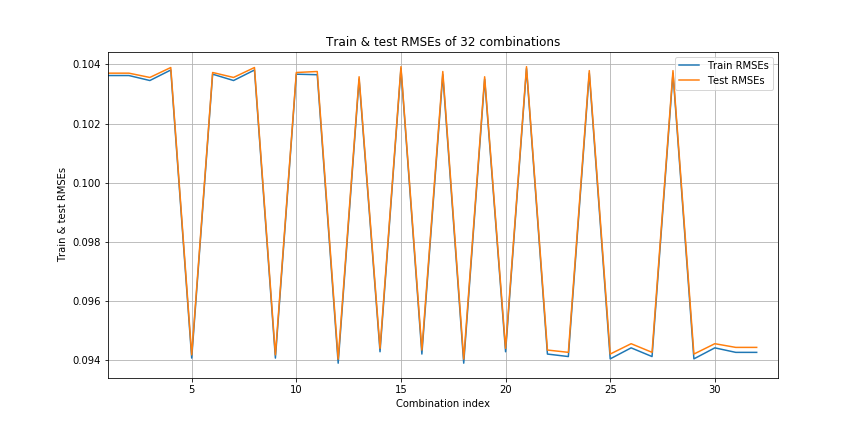 Train & test RMSEs of 32 combinations
Train RMSEs
Test RMSEs
Train & test RMSEs
0.104
0.102
0.100
0.098
0.096
0.094
5 10 15 20 25 30
Combination index